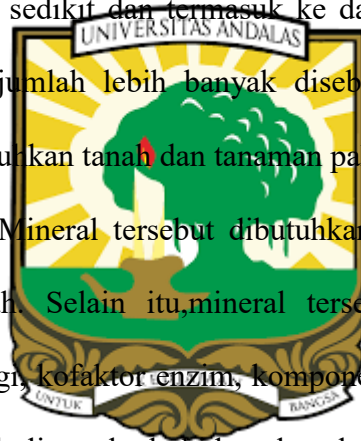 sedikit dan termasuk ke da
UNIVERSITAS ANDALAS
jumlah lebih banyak diseb
uhkan tanah dan tanaman pa
Mineral tersebut dibutuhkan
h. Selain itu,mineral terse
gi, kofaktor enzim, kompone
UNTUK
BANGSA